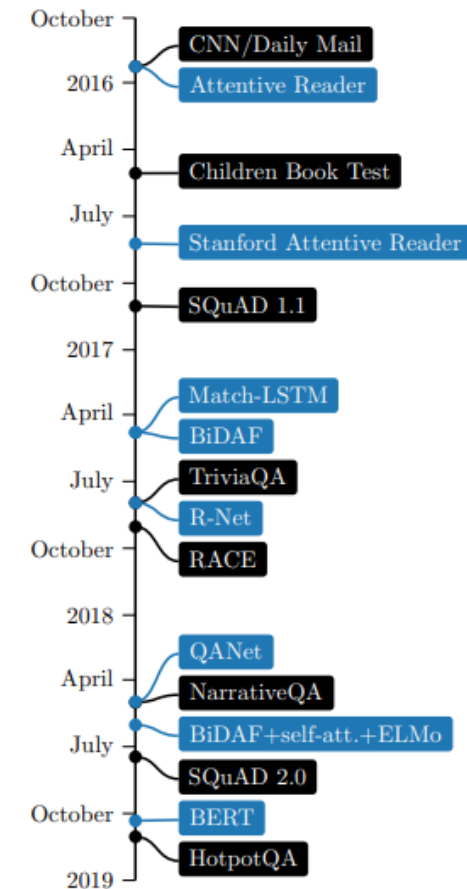 October
CNN/Daily Mail
2016
Attentive Reader
April
Children Book Test
July
Stanford Attentive Reader
October
SQuAD 1.1
2017
Match-LSTM
April
BiDAF
July
TriviaQA
R-Net
October
RACE
2018
QANet
April
NarrativeQA
BiDAF+self-att.+ELMo
July
SQuAD 2.0
October
BERT
HotpotQA
2019